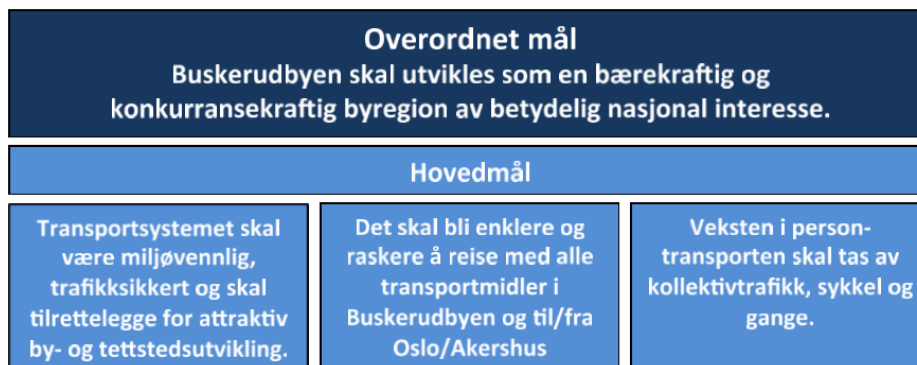 Overordnet mål
Buskerudbyen skal utvikles som en bærekraftig og
konkurransekraftig byregion av betydelig nasjonal interesse.
Hovedmål
Transportsystemet skal
være miljøvennlig,
trafikksikkert og skal
tilrettelegge for attraktiv
by- og tettstedsutvikling.
Det skal bli enklere og
raskere å reise med alle
transportmidler i
Buskerudbyen og til/fra
Oslo/Akershus
Veksten i person-
transporten skal tas av
kollektivtrafikk, sykkel og
gange.